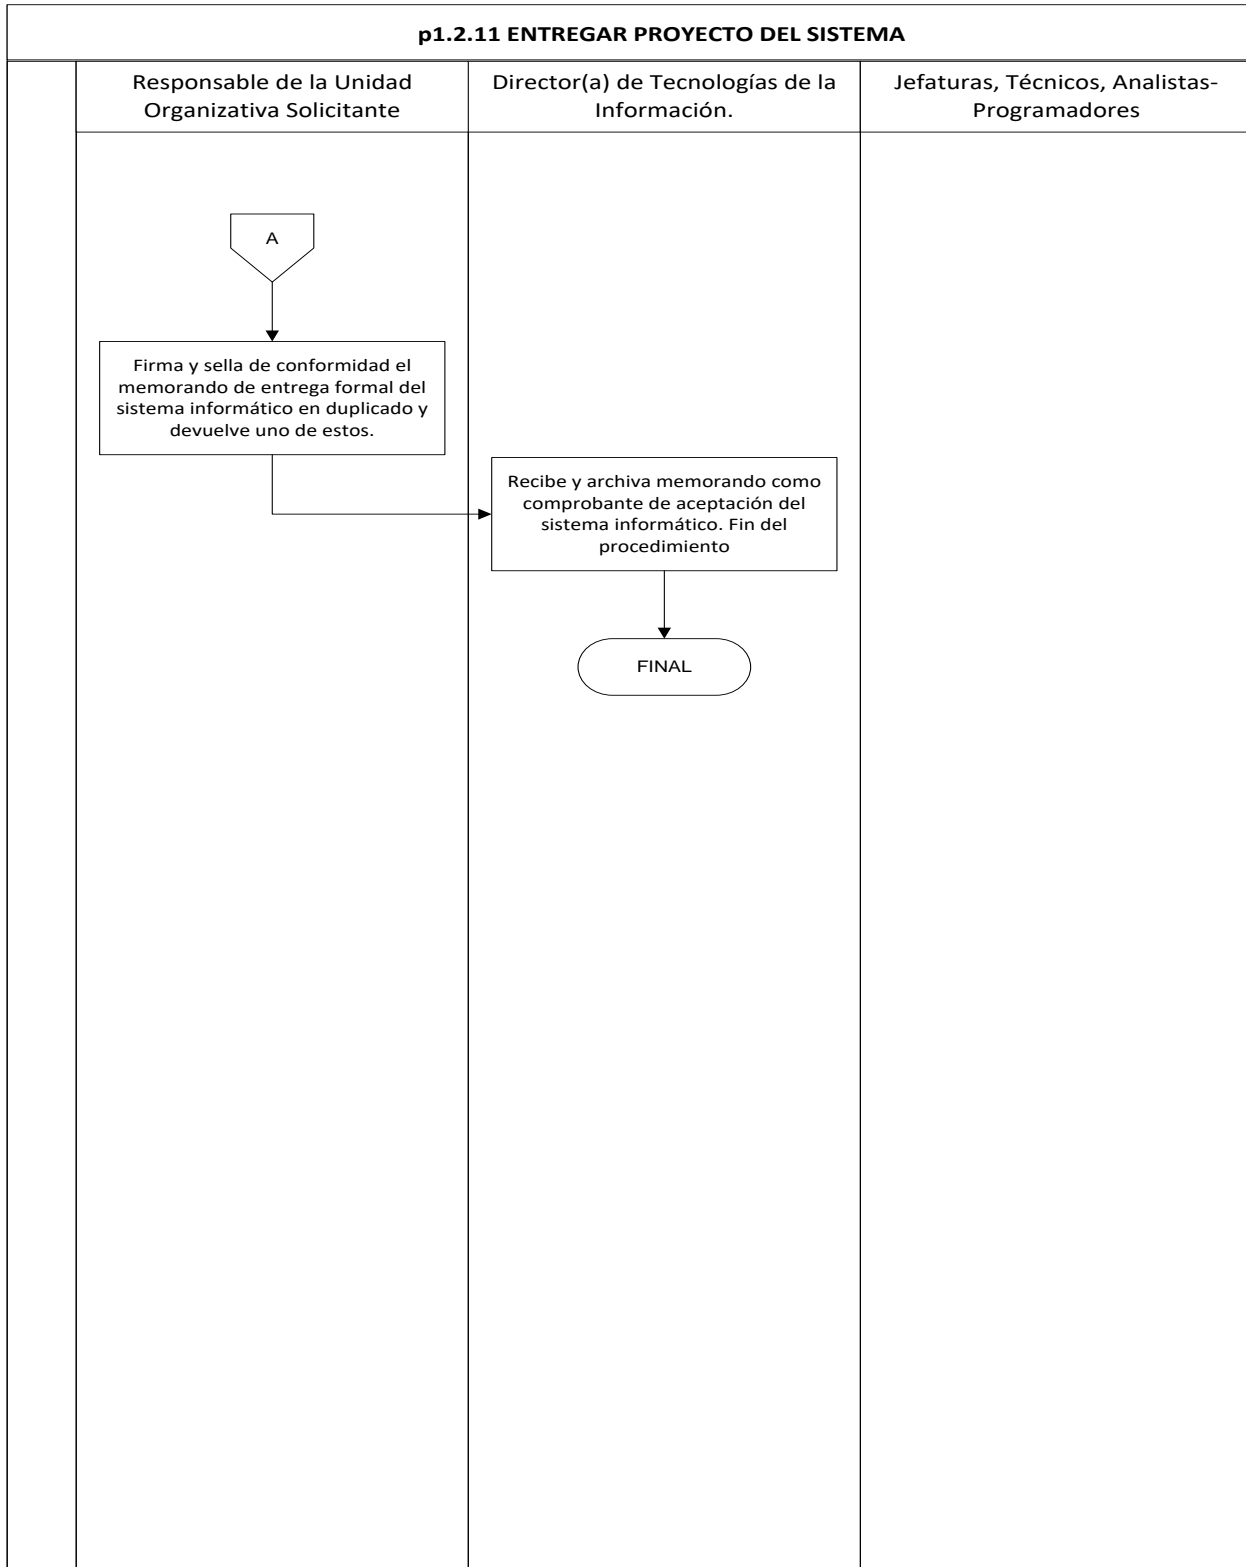 p1.2.11 ENTREGAR PROYECTO DEL SISTEMA
Responsable de la Unidad
Organizativa Solicitante
Director(a) de Tecnologías de la
Información.
Jefaturas, Técnicos, Analistas-
Programadores
A
Firma y sella de conformidad el
memorando de entrega formal del
sistema informático en duplicado y
devuelve uno de estos.
Recibe y archiva memorando como
comprobante de aceptación del
sistema informático. Fin del
procedimiento
FINAL